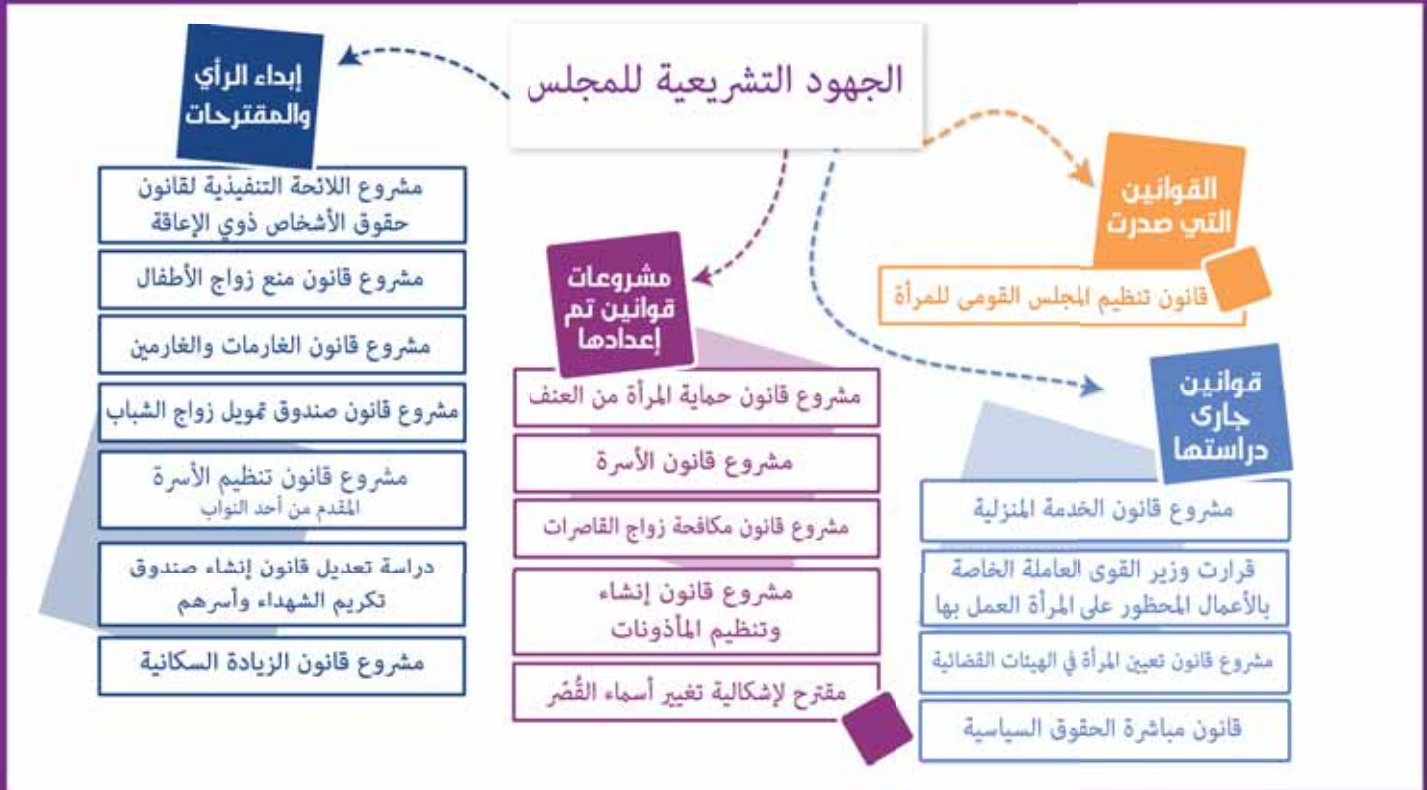 الجهود التشريعية للمجلس
القوانين
التي صدرت
قانون تنظيم المجلس القومى للمرأة
قوانين
جارى
دراستها
مشروع قانون الخدمة المنزلية
قرارت وزير القوى العاملة الخاصة
بالأعمال المحظور على المرأة العمل بها
مشروع قانون تعيين المرأة في الهيئات القضائية
قانون مباشرة الحقوق السياسية
مشروعات
قوانين تم
إعدادها
مشروع قانون حماية المرأة من العنف
مشروع قانون الأسرة
مشروع قانون مكافحة زواج القاصرات
مشروع قانون إنشاء
وتنظيم المأذونات
مقترح لإشكالية تغيير أسماء القُصّر
إبداء الرأي
والمقترحات
مشروع اللائحة التنفيذية لقانون
حقوق الأشخاص ذوي الإعاقة
مشروع قانون منع زواج الأطفال
مشروع قانون الغارمات والغارمين
مشروع قانون صندوق تمويل زواج الشباب
مشروع قانون تنظيم الأسرة
المقدم من أحد النواب
دراسة تعديل قانون إنشاء صندوق
تكريم الشهداء وأسرهم
مشروع قانون الزيادة السكانية